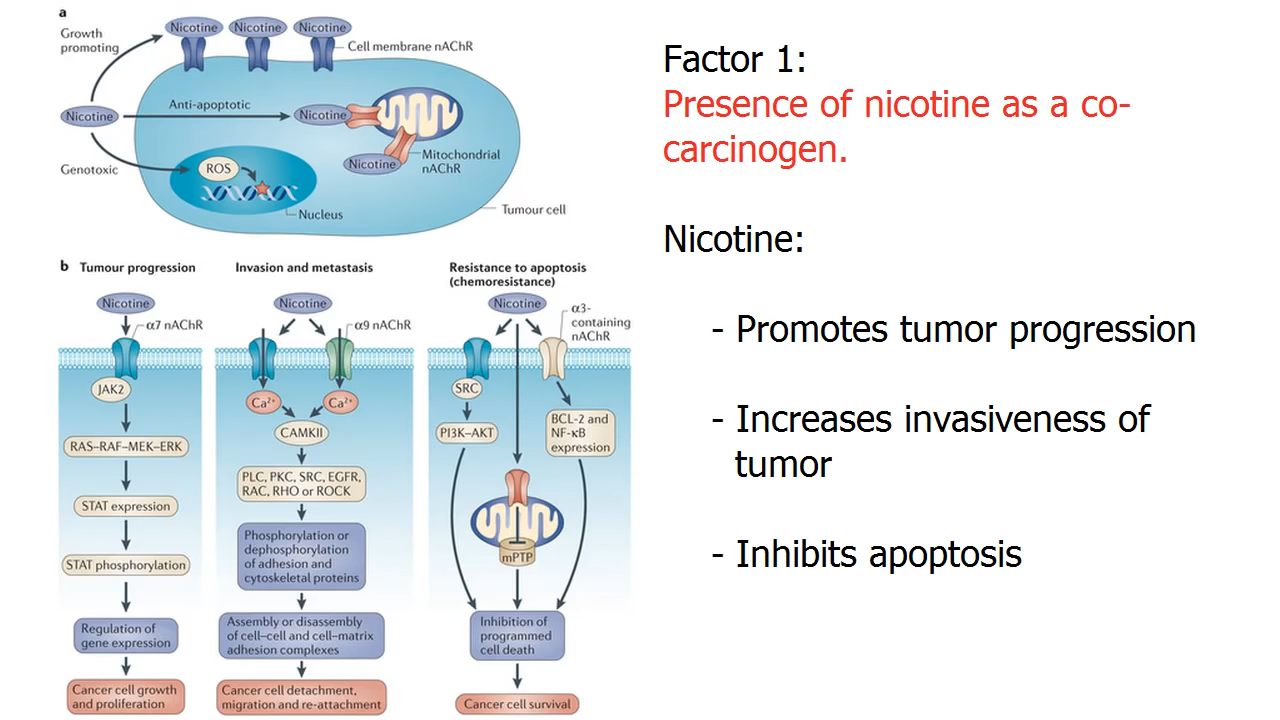 a
Growth
promoting
Nicotine
Nicotine
Nicotine
Cell membrane nAChR
Nicotine
Anti-apoptotic
Nicotine
Nicotine
Mitochondrial
nAChR
Genotoxic
ROS
Nucleus
Tumour cell
b
Tumour progression
Nicotine
α7 nAChR
JAK2
RAS–RAF–MEK–ERK
STAT expression
STAT phosphorylation
Regulation of
gene expression
Cancer cell growth
and proliferation
Invasion and metastasis
Nicotine
α9 nAChR
Ca²⁺
Ca²⁺
CAMKII
PLC, PKC, SRC, EGFR,
RAC, RHO or ROCK
Phosphorylation or
dephosphorylation
of adhesion and
cytoskeletal proteins
Assembly or disassembly
of cell–cell and cell–matrix
adhesion complexes
Cancer cell detachment,
migration and re-attachment
Resistance to apoptosis
(chemoresistance)
Nicotine
α3-
containing
nAChR
SRC
PI3K–AKT
BCL-2 and
NF-κB
expression
mPTP
Inhibition of
programmed
cell death
Cancer cell survival
Factor 1:
Presence of nicotine as a co-
carcinogen.
Nicotine:
- Promotes tumor progression
- Increases invasiveness of
tumor
- Inhibits apoptosis